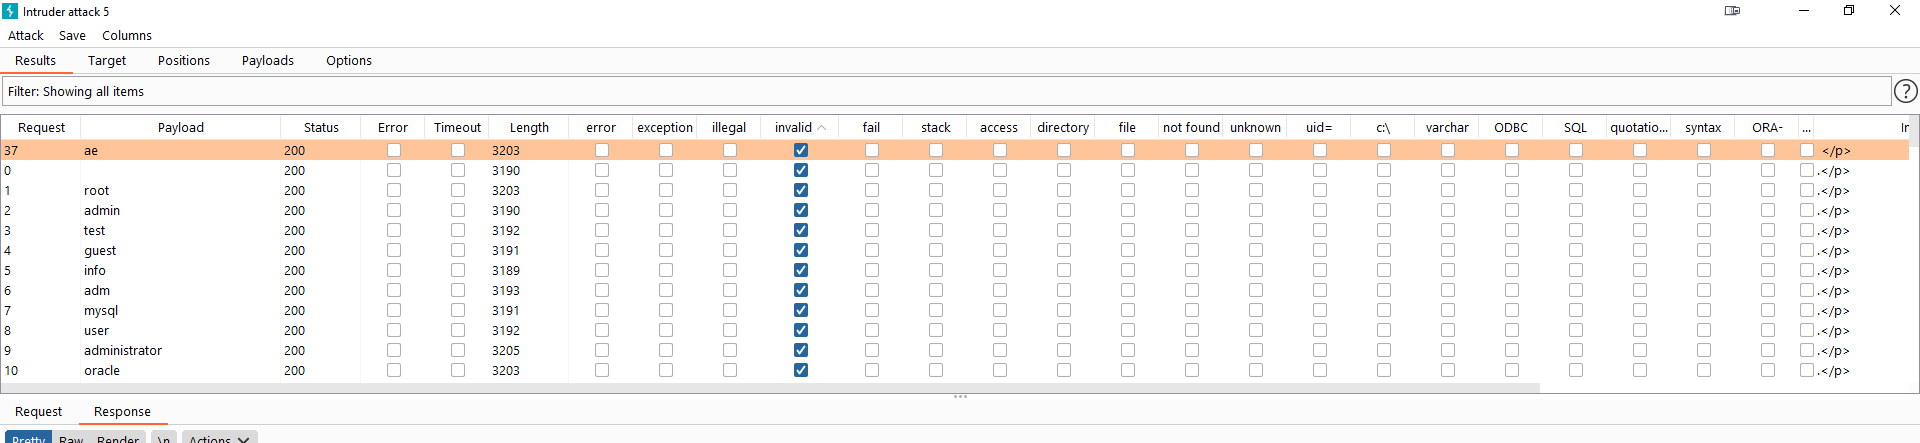 Intruder attack 5
Attack Save Columns
Results Target Positions Payloads Options
Filter: Showing all items
?
Request Payload Status Error Timeout Length error exception illegal invalid fail stack access directory file not found unknown uid= c:\ varchar ODBC SQL quotatio... syntax ORA- ...
37 ae 200 3203 </p>
0 200 3190 .</p>
1 root 200 3203 .</p>
2 admin 200 3190 .</p>
3 test 200 3192 .</p>
4 guest 200 3191 .</p>
5 info 200 3189 .</p>
6 adm 200 3193 .</p>
7 mysql 200 3191 .</p>
8 user 200 3192 .</p>
9 administrator 200 3205 .</p>
10 oracle 200 3203 .</p>
Request Response
Pretty Raw Render \n Actions